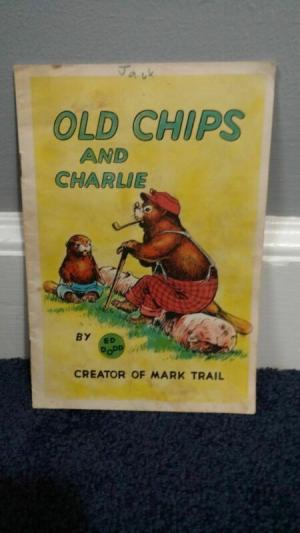 Jack
OLD CHIPS
AND
CHARLIE
BY
ED
DODD
CREATOR OF MARK TRAIL